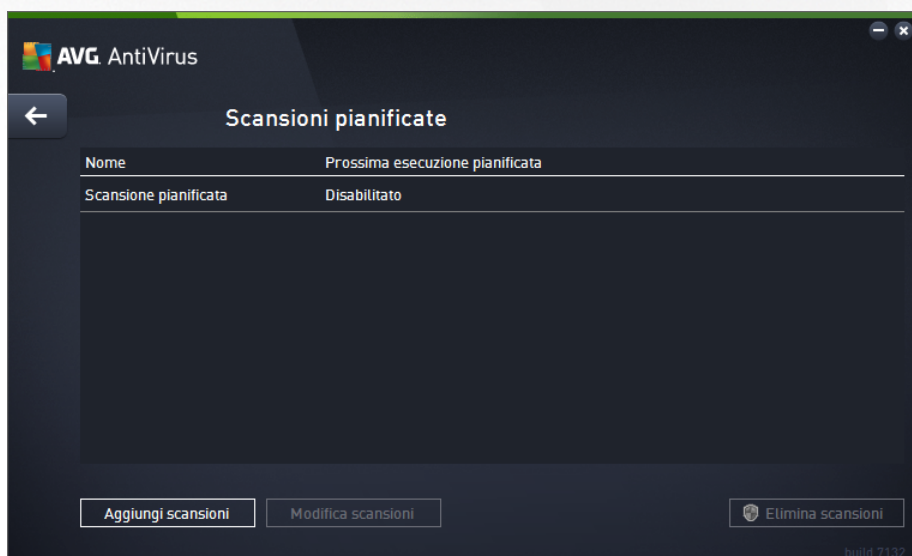 AVG AntiVirus
Scansioni pianificate
Nome Prossima esecuzione pianificata
Scansione pianificata Disabilitato
Aggiungi scansioni Modifica scansioni Elimina scansioni
build 7132